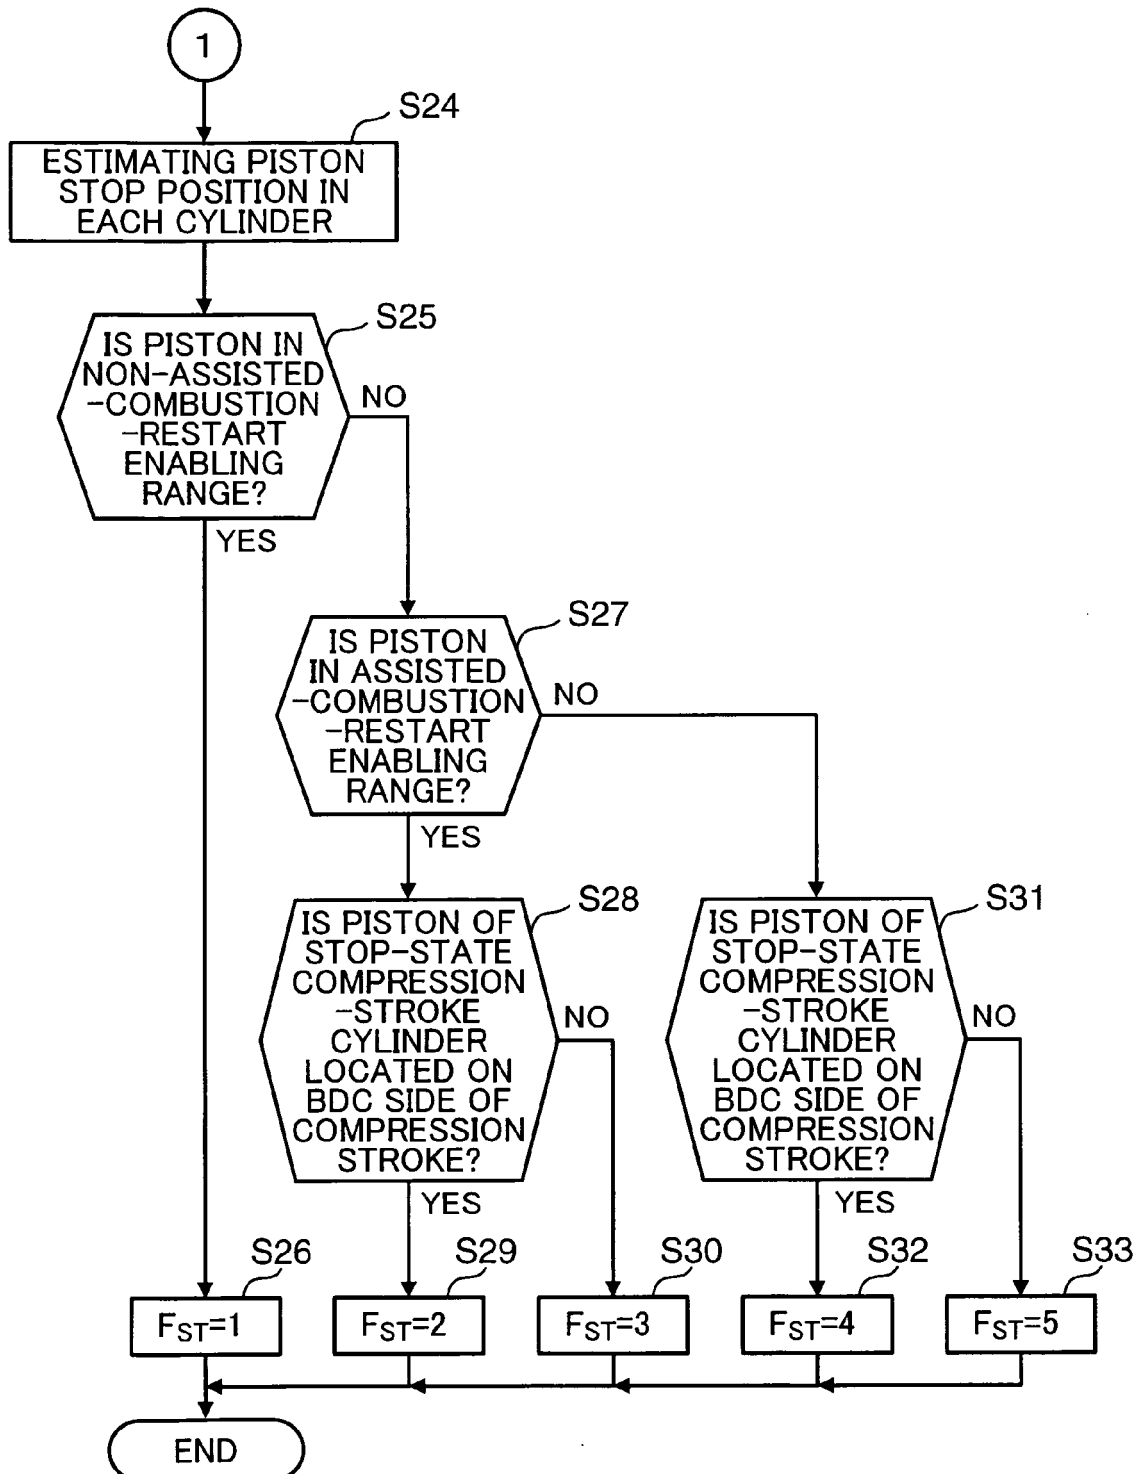 1
S24
ESTIMATING PISTON
STOP POSITION IN
EACH CYLINDER
S25
IS PISTON IN
NON-ASSISTED
-COMBUSTION
-RESTART
ENABLING
RANGE?
NO
YES
S27
IS PISTON
IN ASSISTED
-COMBUSTION
-RESTART
ENABLING
RANGE?
NO
YES
S28
IS PISTON OF
STOP-STATE
COMPRESSION
-STROKE
CYLINDER
LOCATED ON
BDC SIDE OF
COMPRESSION
STROKE?
NO
YES
S31
IS PISTON OF
STOP-STATE
COMPRESSION
-STROKE
CYLINDER
LOCATED ON
BDC SIDE OF
COMPRESSION
STROKE?
NO
YES
S26
FST=1
S29
FST=2
S30
FST=3
S32
FST=4
S33
FST=5
END